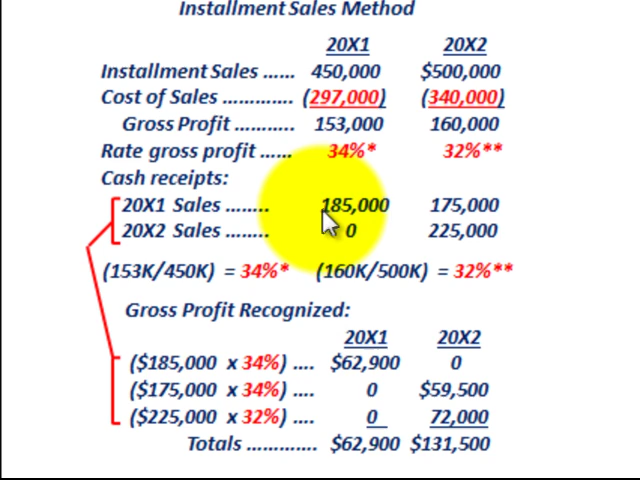 Installment Sales Method
20X1 20X2
Installment Sales ...... 450,000 $500,000
Cost of Sales ............. (297,000) (340,000)
Gross Profit ........... 153,000 160,000
Rate gross profit ...... 34%* 32%**
Cash receipts:
20X1 Sales ........ 185,000 175,000
20X2 Sales ........ 0 225,000
(153K/450K) = 34%* (160K/500K) = 32%**
Gross Profit Recognized:
20X1 20X2
($185,000 x 34%) .... $62,900 0
($175,000 x 34%) .... 0 $59,500
($225,000 x 32%) .... 0 72,000
Totals ............. $62,900 $131,500